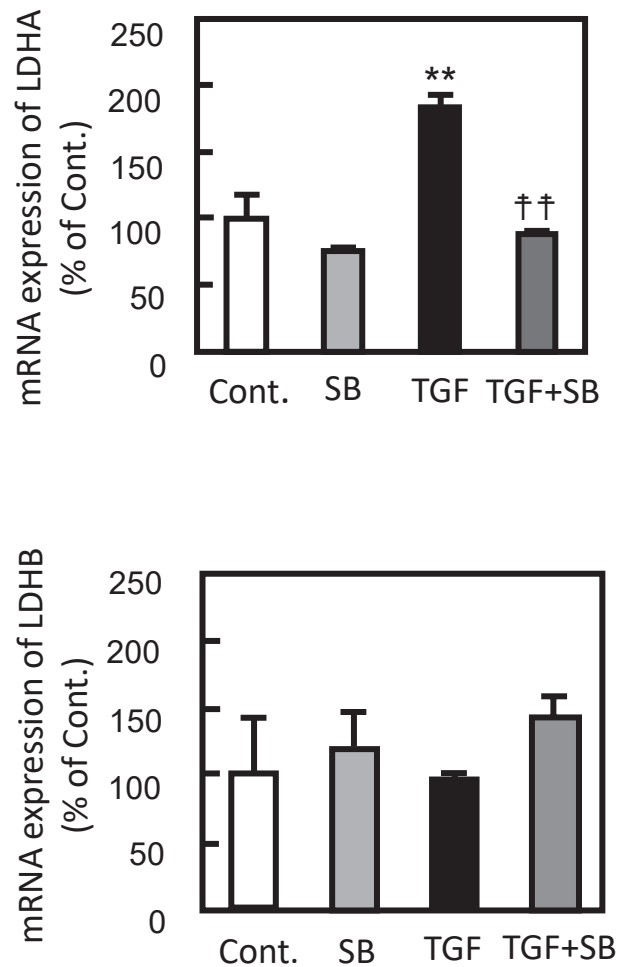 mRNA expression of LDHA
(% of Cont.)
250
200
150
100
50
0
**
‡‡
Cont. SB TGF TGF+SB
mRNA expression of LDHB
(% of Cont.)
250
200
150
100
50
0
Cont. SB TGF TGF+SB